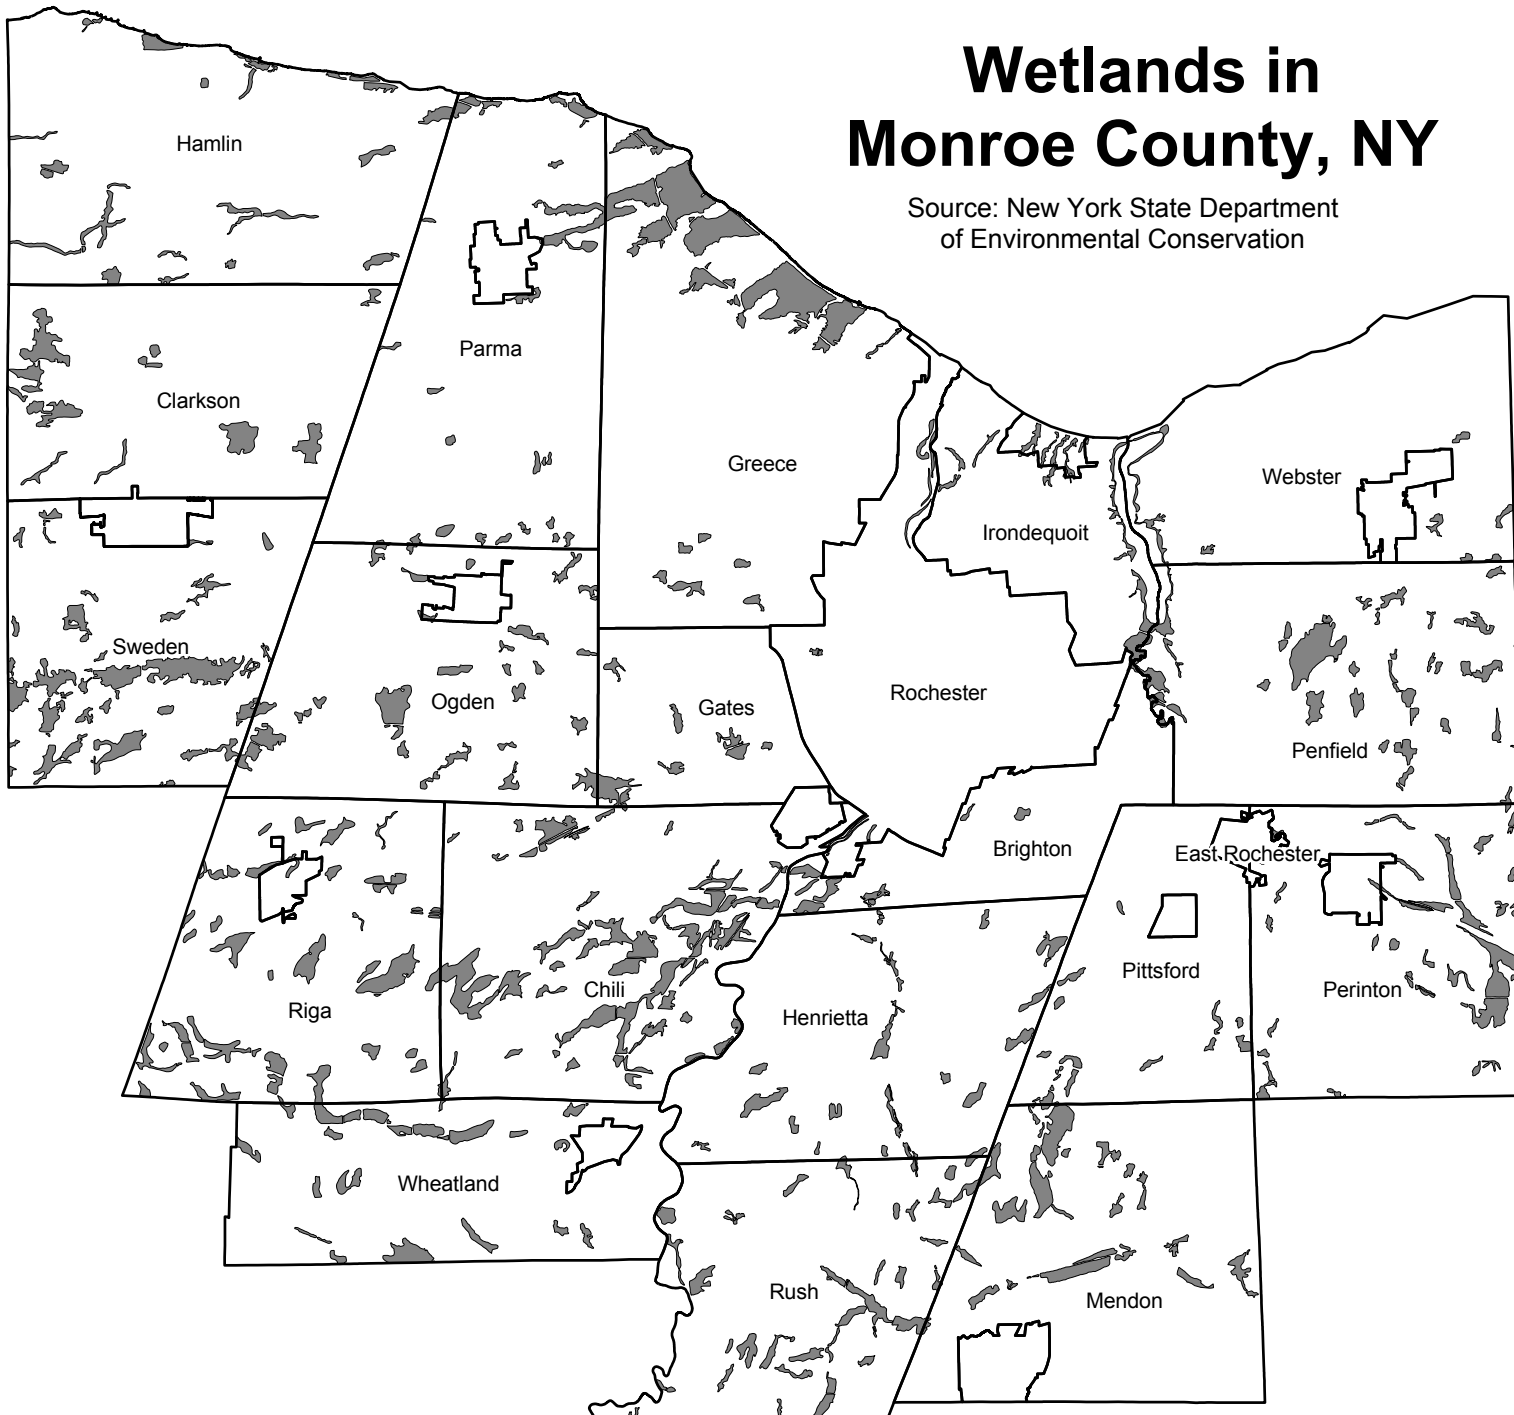 Wetlands in
Monroe County, NY
Source: New York State Department
of Environmental Conservation
Hamlin
Parma
Clarkson
Greece
Webster
Irondequoit
Sweden
Ogden
Gates
Rochester
Penfield
Brighton
East Rochester
Pittsford
Perinton
Chili
Riga
Henrietta
Wheatland
Rush
Mendon